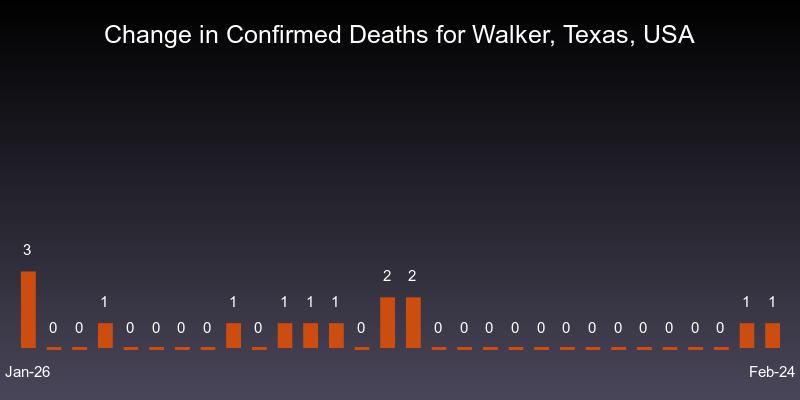 Change in Confirmed Deaths for Walker, Texas, USA
3
0 0 1 0 0 0 0 1 0 1 1 1 0 2 2 0 0 0 0 0 0 0 0 0 0 0 0 1 1
Jan-26 Feb-24